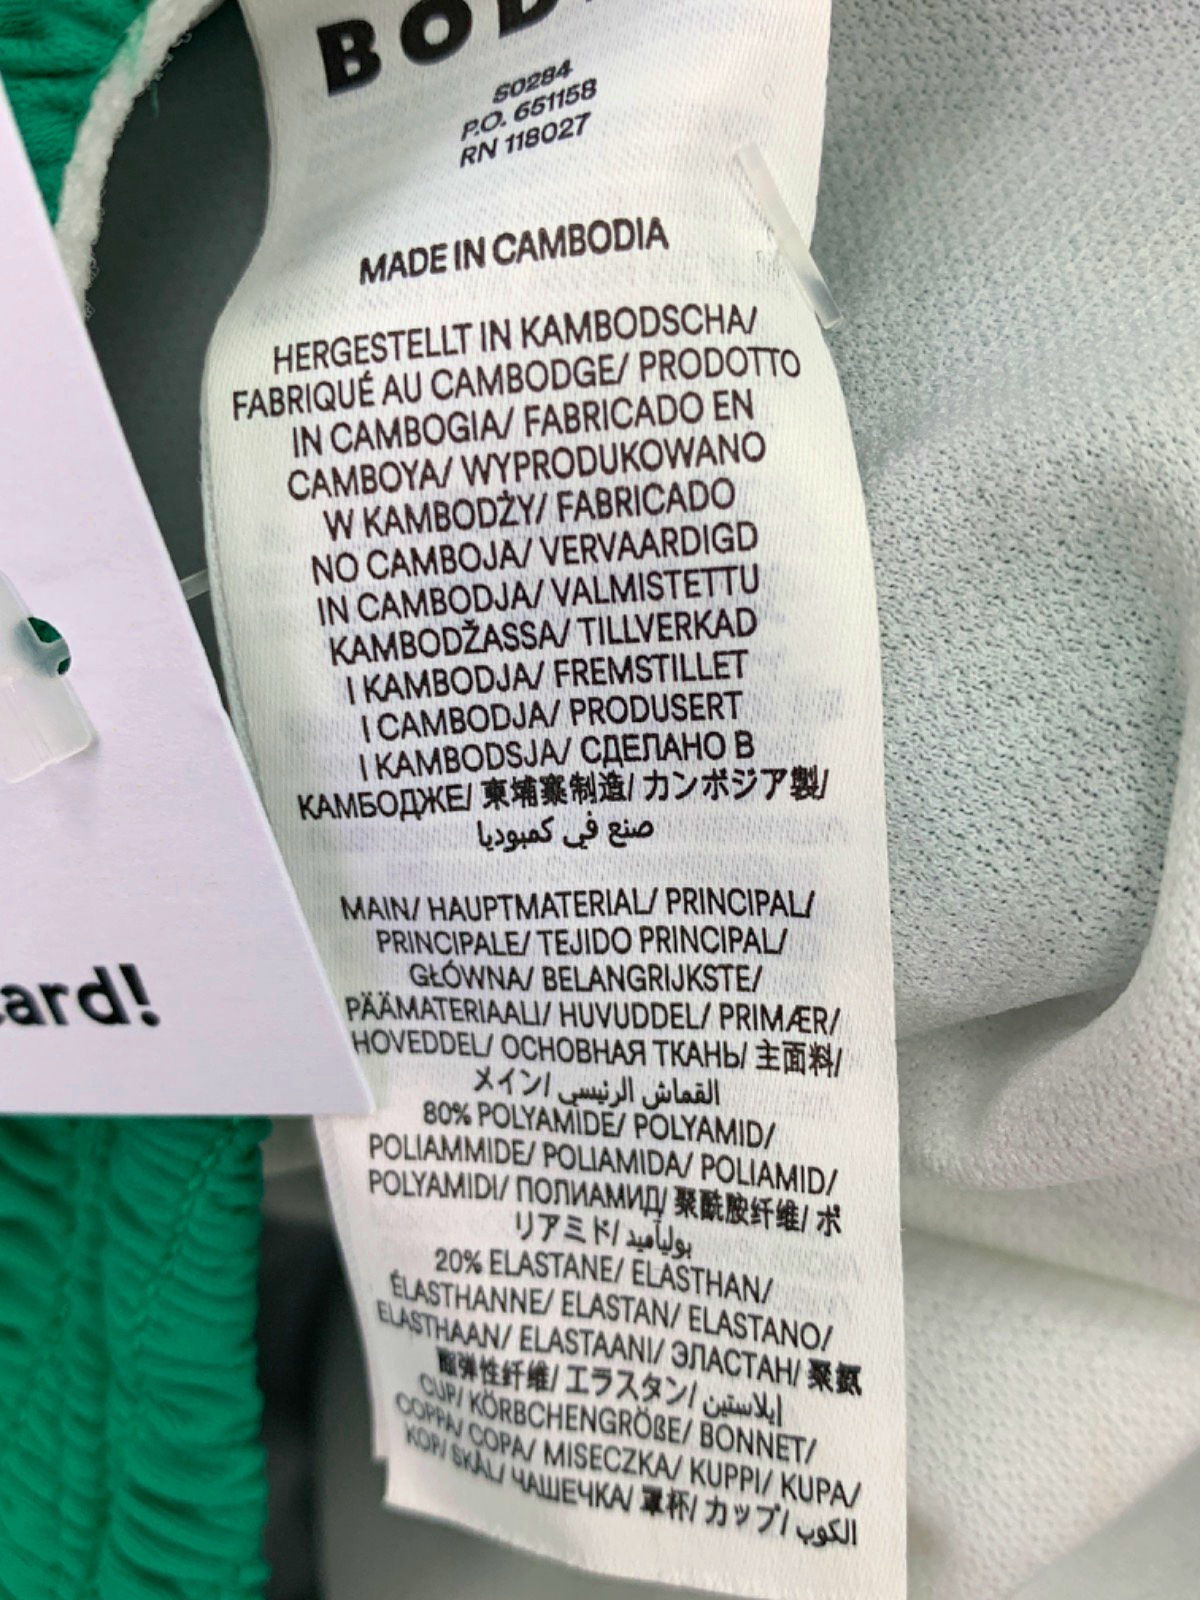 BOD
S0284
P.O. 651158
RN 118027
MADE IN CAMBODIA
HERGESTELLT IN KAMBODSCHA/
FABRIQUÉ AU CAMBODGE/ PRODOTTO
IN CAMBOGIA/ FABRICADO EN
CAMBOYA/ WYPRODUKOWANO
W KAMBODŻY/ FABRICADO
NO CAMBOJA/ VERVAARDIGD
IN CAMBODJA/ VALMISTETTU
KAMBODŽASSA/ TILLVERKAD
I KAMBODJA/ FREMSTILLET
I CAMBODJA/ PRODUSERT
I KAMBODSJA/ СДЕЛАНО В
КАМБОДЖЕ/ 柬埔寨制造/ カンボジア製/
صنع في كمبوديا
MAIN/ HAUPTMATERIAL/ PRINCIPAL/
PRINCIPALE/ TEJIDO PRINCIPAL/
GŁÓWNA/ BELANGRIJKSTE/
PÄÄMATERIAALI/ HUVUDDEL/ PRIMÆR/
HOVEDDEL/ ОСНОВНАЯ ТКАНЬ/ 主面料/
メイン/ القماش الرئيسي
80% POLYAMIDE/ POLYAMID/
POLIAMMIDE/ POLIAMIDA/ POLIAMID/
POLYAMIDI/ ПОЛИАМИД/ 聚酰胺纤维/ ポ
リアミド/ بوليآميد
20% ELASTANE/ ELASTHAN/
ÉLASTHANNE/ ELASTAN/ ELASTANO/
ELASTHAAN/ ELASTAANI/ ЭЛАСТАН/ 聚氨
酯弹性纤维/ エラスタン/ إيلاستين
CUP/ KÖRBCHENGRÖßE/ BONNET/
COPPA/ COPA/ MISECZKA/ KUPPI/ KUPA/
KOP/ SKÅL/ ЧАШЕЧКА/ 罩杯/ カップ/ الكوب
ard!